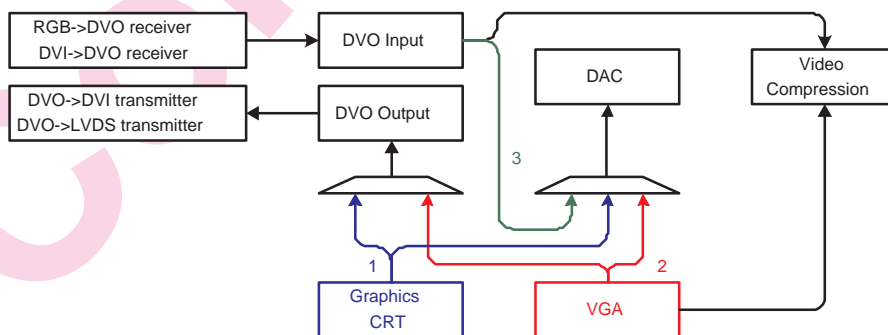 RGB->DVO receiver
DVI->DVO receiver
DVO Input
DAC
Video
Compression
DVO->DVI transmitter
DVO->LVDS transmitter
DVO Output
3
1
2
Graphics
CRT
VGA